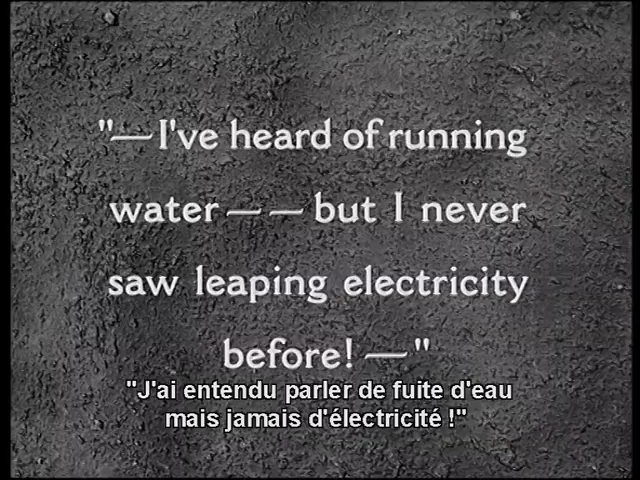 "—I've heard of running
water — — but I never
saw leaping electricity
before! —"
"J'ai entendu parler de fuite d'eau
mais jamais d'électricité !"